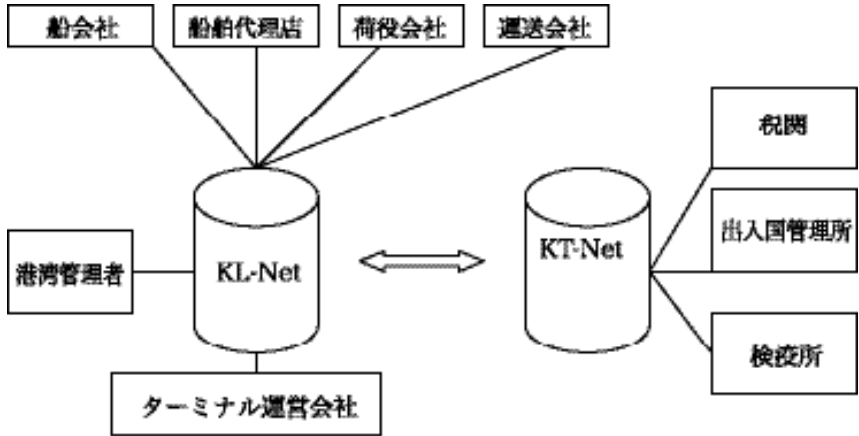 船会社
船舶代理店
荷役会社
運送会社
税関
KL-Net
KT-Net
出入国管理所
港湾管理者
検疫所
ターミナル運営会社